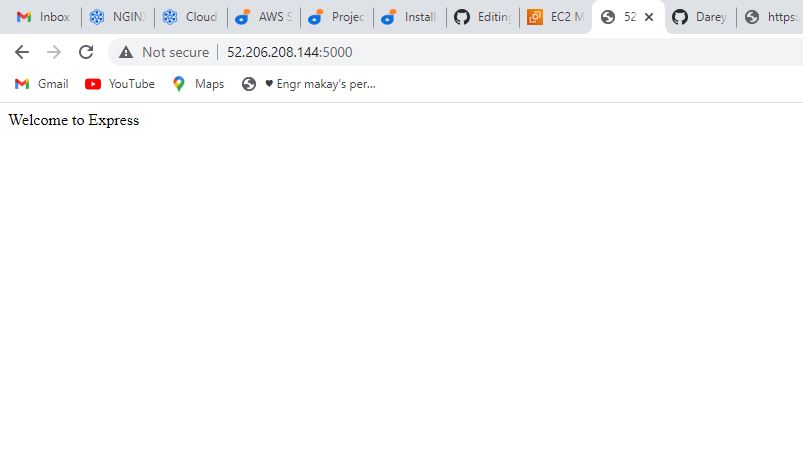 Inbox NGINX Cloud AWS S Projec Install Editing EC2 M 52 Darey https:
Not secure 52.206.208.144:5000
Gmail YouTube Maps ♥ Engr makay's per...
Welcome to Express